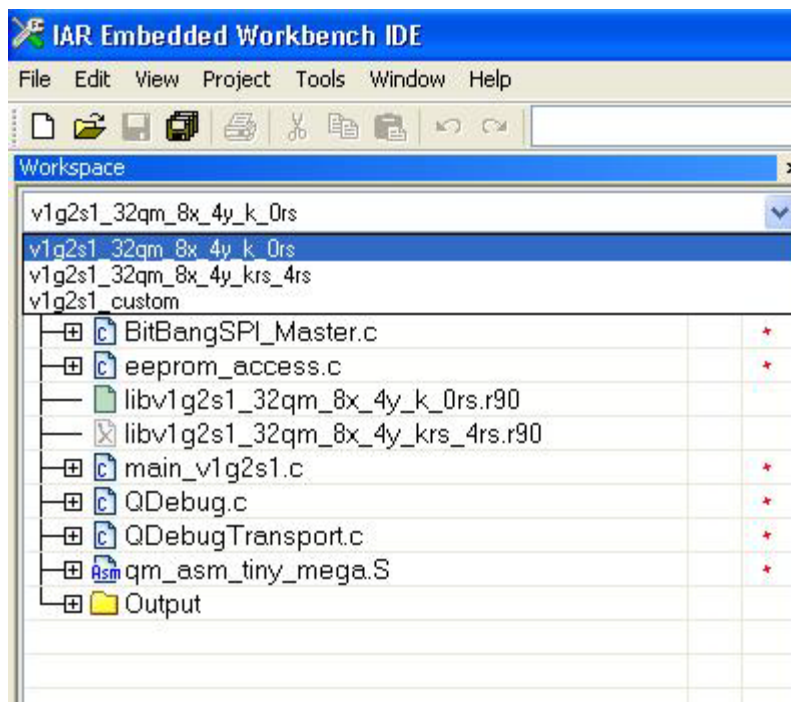 IAR Embedded Workbench IDE
File Edit View Project Tools Window Help
Workspace
v1g2s1_32qm_8x_4y_k_0rs
v1g2s1_32qm_8x_4y_k_0rs
v1g2s1_32qm_8x_4y_krs_4rs
v1g2s1_custom
BitBangSPI_Master.c
eeprom_access.c
libv1g2s1_32qm_8x_4y_k_0rs.r90
libv1g2s1_32qm_8x_4y_krs_4rs.r90
main_v1g2s1.c
QDebug.c
QDebugTransport.c
Asm qm_asm_tiny_mega.S
Output